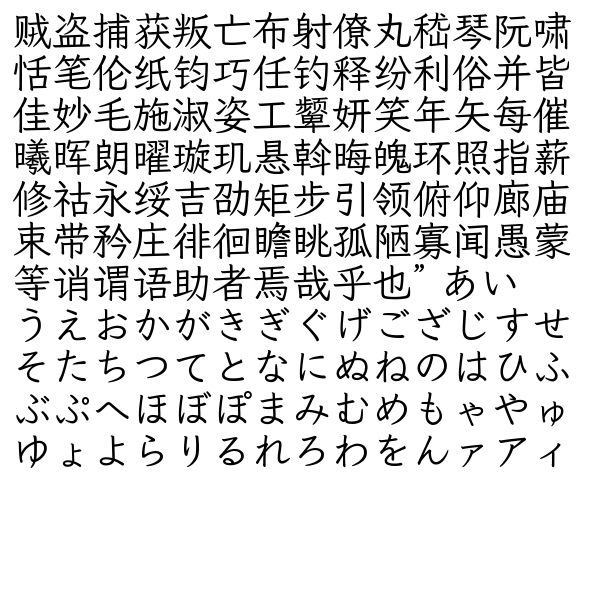 贼盗捕获叛亡布射僚丸嵇琴阮啸
恬笔伦纸钧巧任钓释纷利俗并皆
佳妙毛施淑姿工颦妍笑年矢每催
曦晖朗曜璇玑悬斡晦魄环照指薪
修祜永绥吉劭矩步引领俯仰廊庙
束带矜庄徘徊瞻眺孤陋寡闻愚蒙
等诮谓语助者焉哉乎也” あい
うえおかがきぎぐげござじすせ
そたちつてとなにぬねのはひふ
ぶぷへほぼぽまみむめもゃやゅ
ゆょよらりるれろわをんァアィ